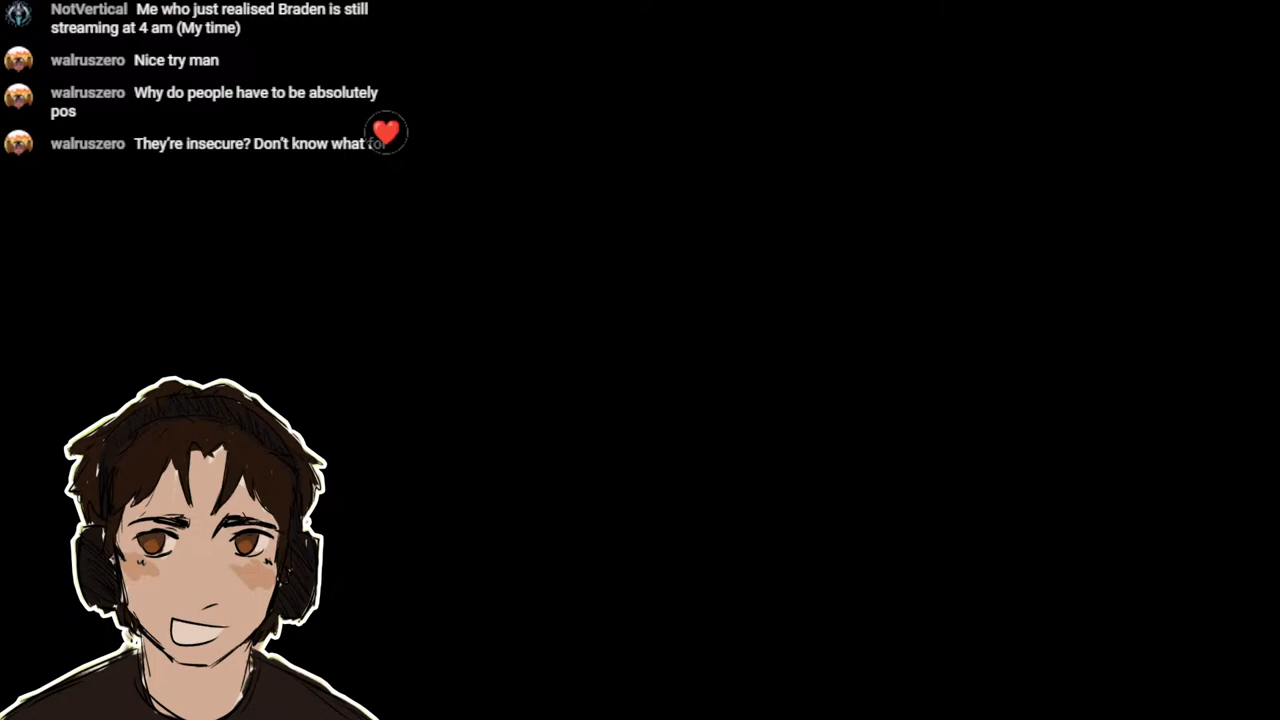 NotVertical Me who just realised Braden is still
streaming at 4 am (My time)
walruszero Nice try man
walruszero Why do people have to be absolutely
pos
walruszero They're insecure? Don't know what for